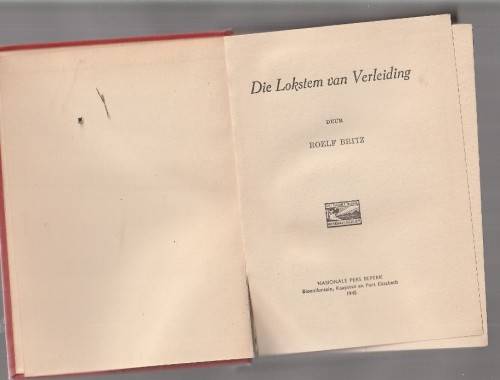 Die Lokstem van Verleiding
DEUR
ROELF BRITZ
NASIONALE PERS BEPERK
Bloemfontein, Kaapstad en Port Elizabeth